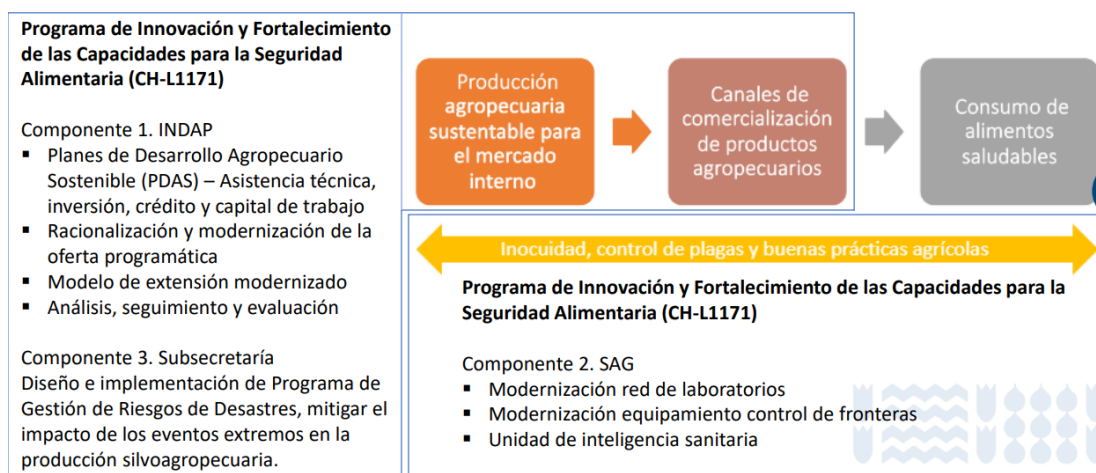 Programa de Innovación y Fortalecimiento
de las Capacidades para la Seguridad
Alimentaria (CH-L1171)
Componente 1. INDAP
▪ Planes de Desarrollo Agropecuario
Sostenible (PDAS) – Asistencia técnica,
inversión, crédito y capital de trabajo
▪ Racionalización y modernización de la
oferta programática
▪ Modelo de extensión modernizado
▪ Análisis, seguimiento y evaluación
Componente 3. Subsecretaría
Diseño e implementación de Programa de
Gestión de Riesgos de Desastres, mitigar el
impacto de los eventos extremos en la
producción silvoagropecuaria.
Producción
agropecuaria
sustentable para
el mercado
interno
Canales de
comercialización
de productos
agropecuarios
Consumo de
alimentos
saludables
Inocuidad, control de plagas y buenas prácticas agrícolas
Programa de Innovación y Fortalecimiento de las Capacidades para la
Seguridad Alimentaria (CH-L1171)
Componente 2. SAG
▪ Modernización red de laboratorios
▪ Modernización equipamiento control de fronteras
▪ Unidad de inteligencia sanitaria